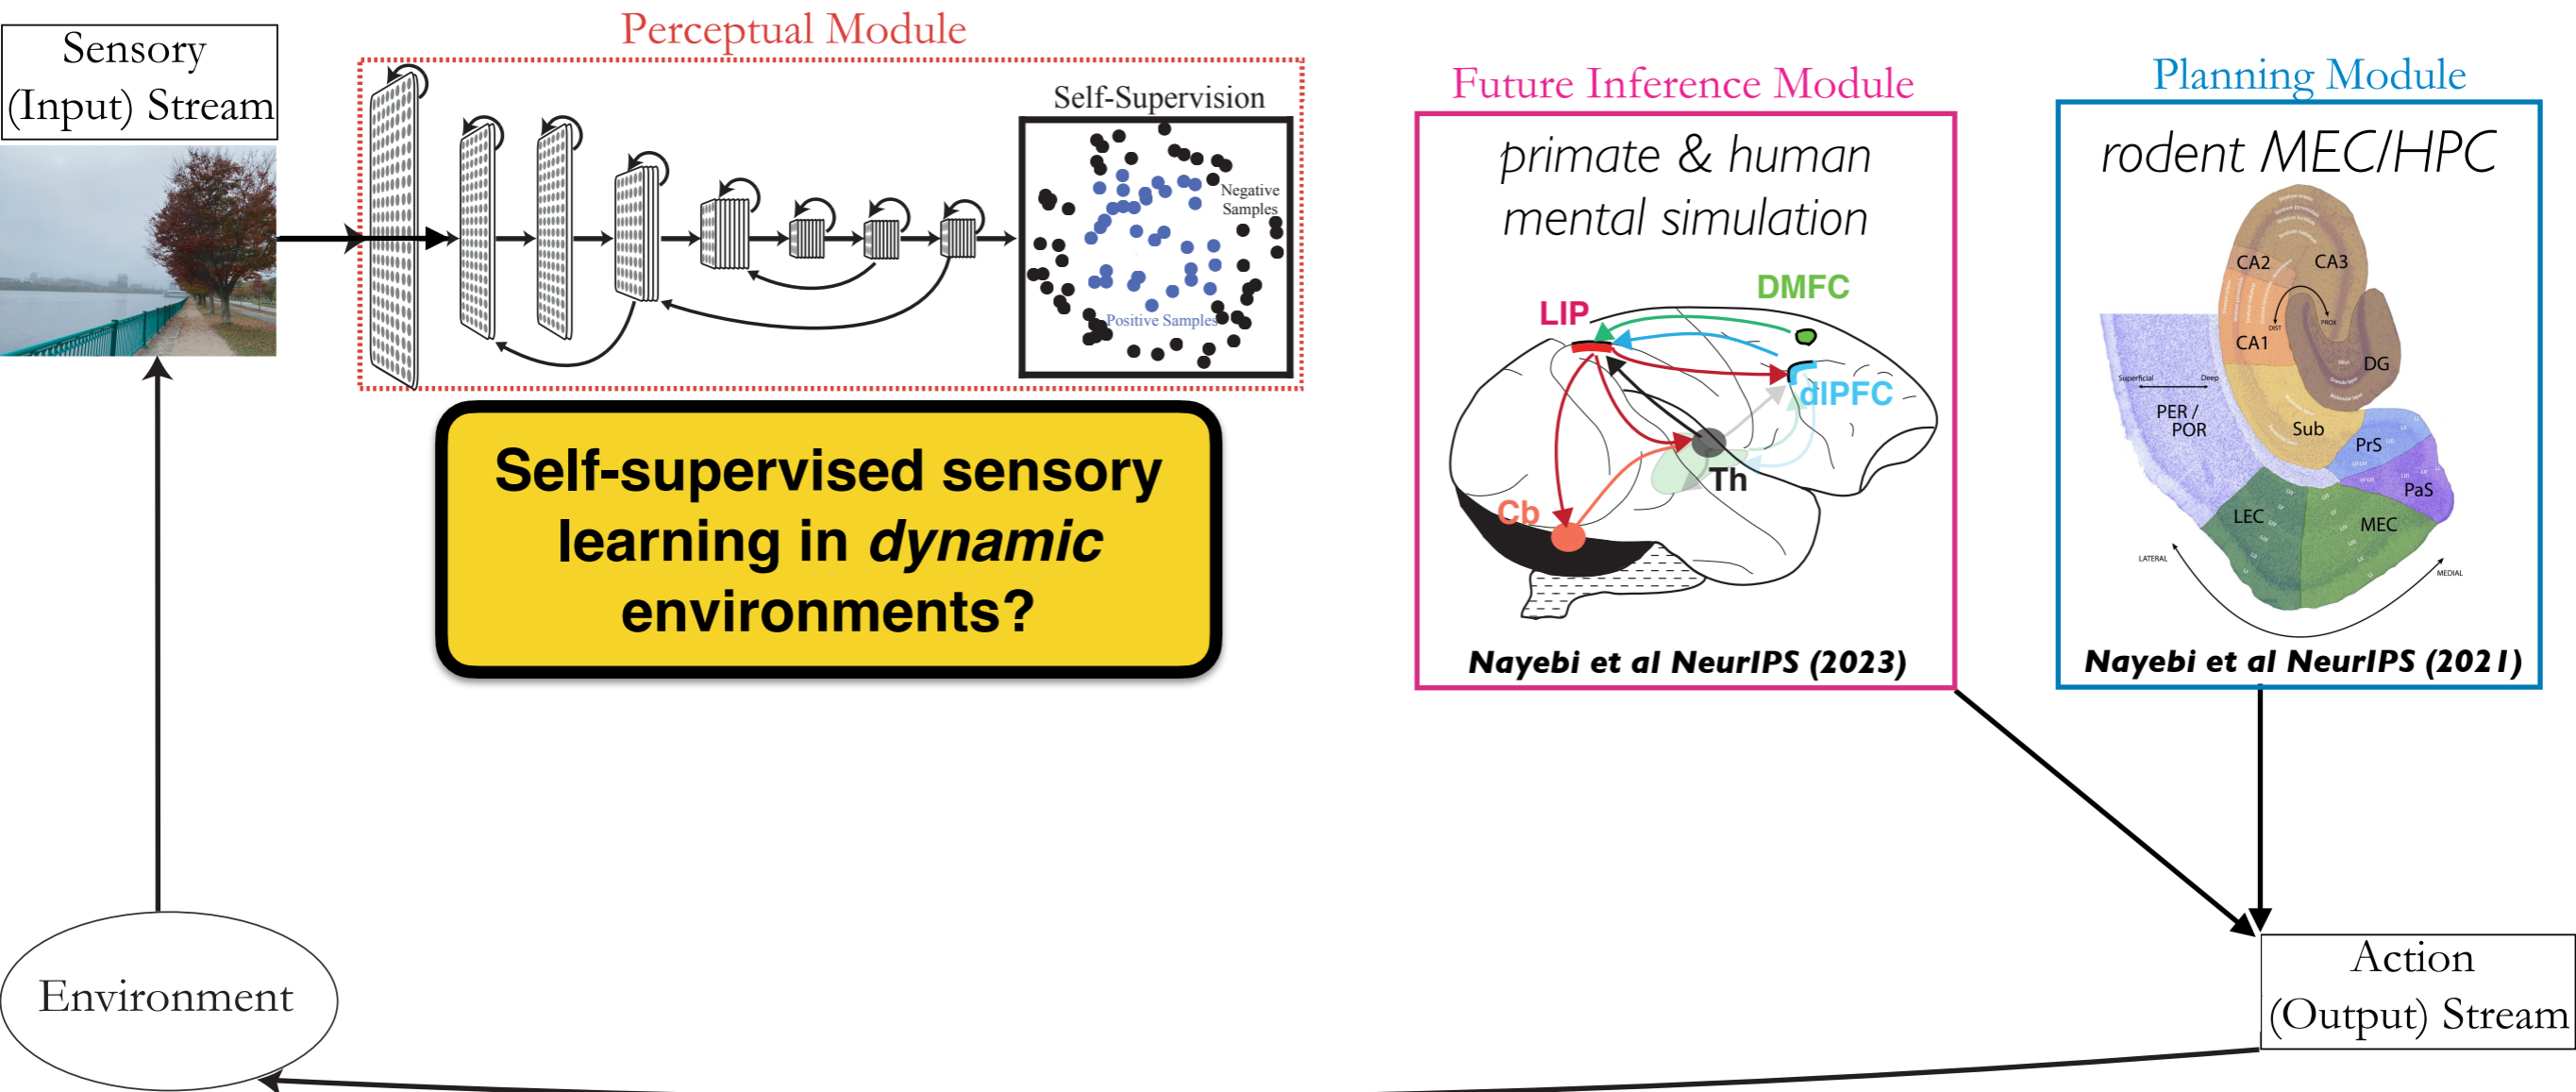 Sensory
(Input) Stream
Perceptual Module
Self-Supervision
Negative
Samples
Positive Samples
Self-supervised sensory
learning in dynamic
environments?
Future Inference Module
primate & human
mental simulation
DMFC
LIP
dlPFC
Th
Cb
Nayebi et al NeurIPS (2023)
Planning Module
rodent MEC/HPC
CA2
CA3
DIST
PROX
CA1
DG
Superficial
Deep
PER /
POR
Sub
PrS
PaS
LEC
MEC
LATERAL
MEDIAL
Nayebi et al NeurIPS (2021)
Environment
Action
(Output) Stream